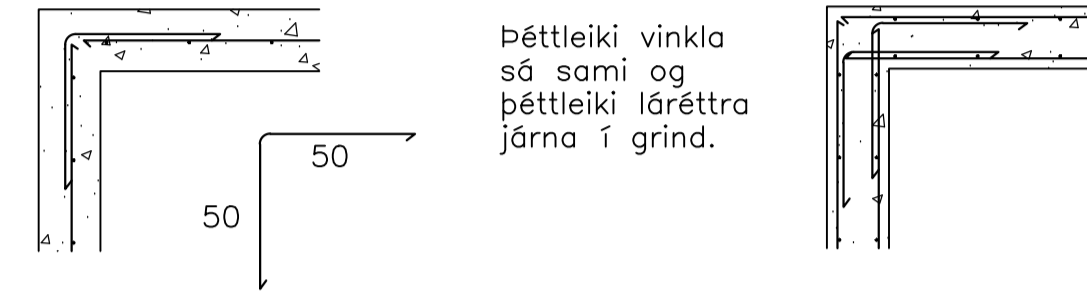 Þéttleiki vinkla
sá sami og
þéttleiki láréttra
járna í grind.
50
50